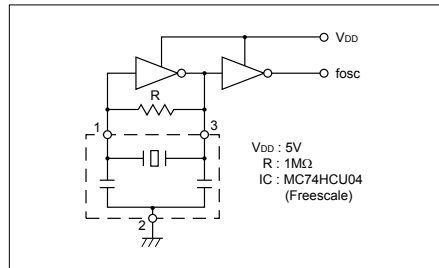 VDD
fosc
R
1
3
VDD : 5V
R : 1MΩ
IC : MC74HCU04
(Freescale)
2